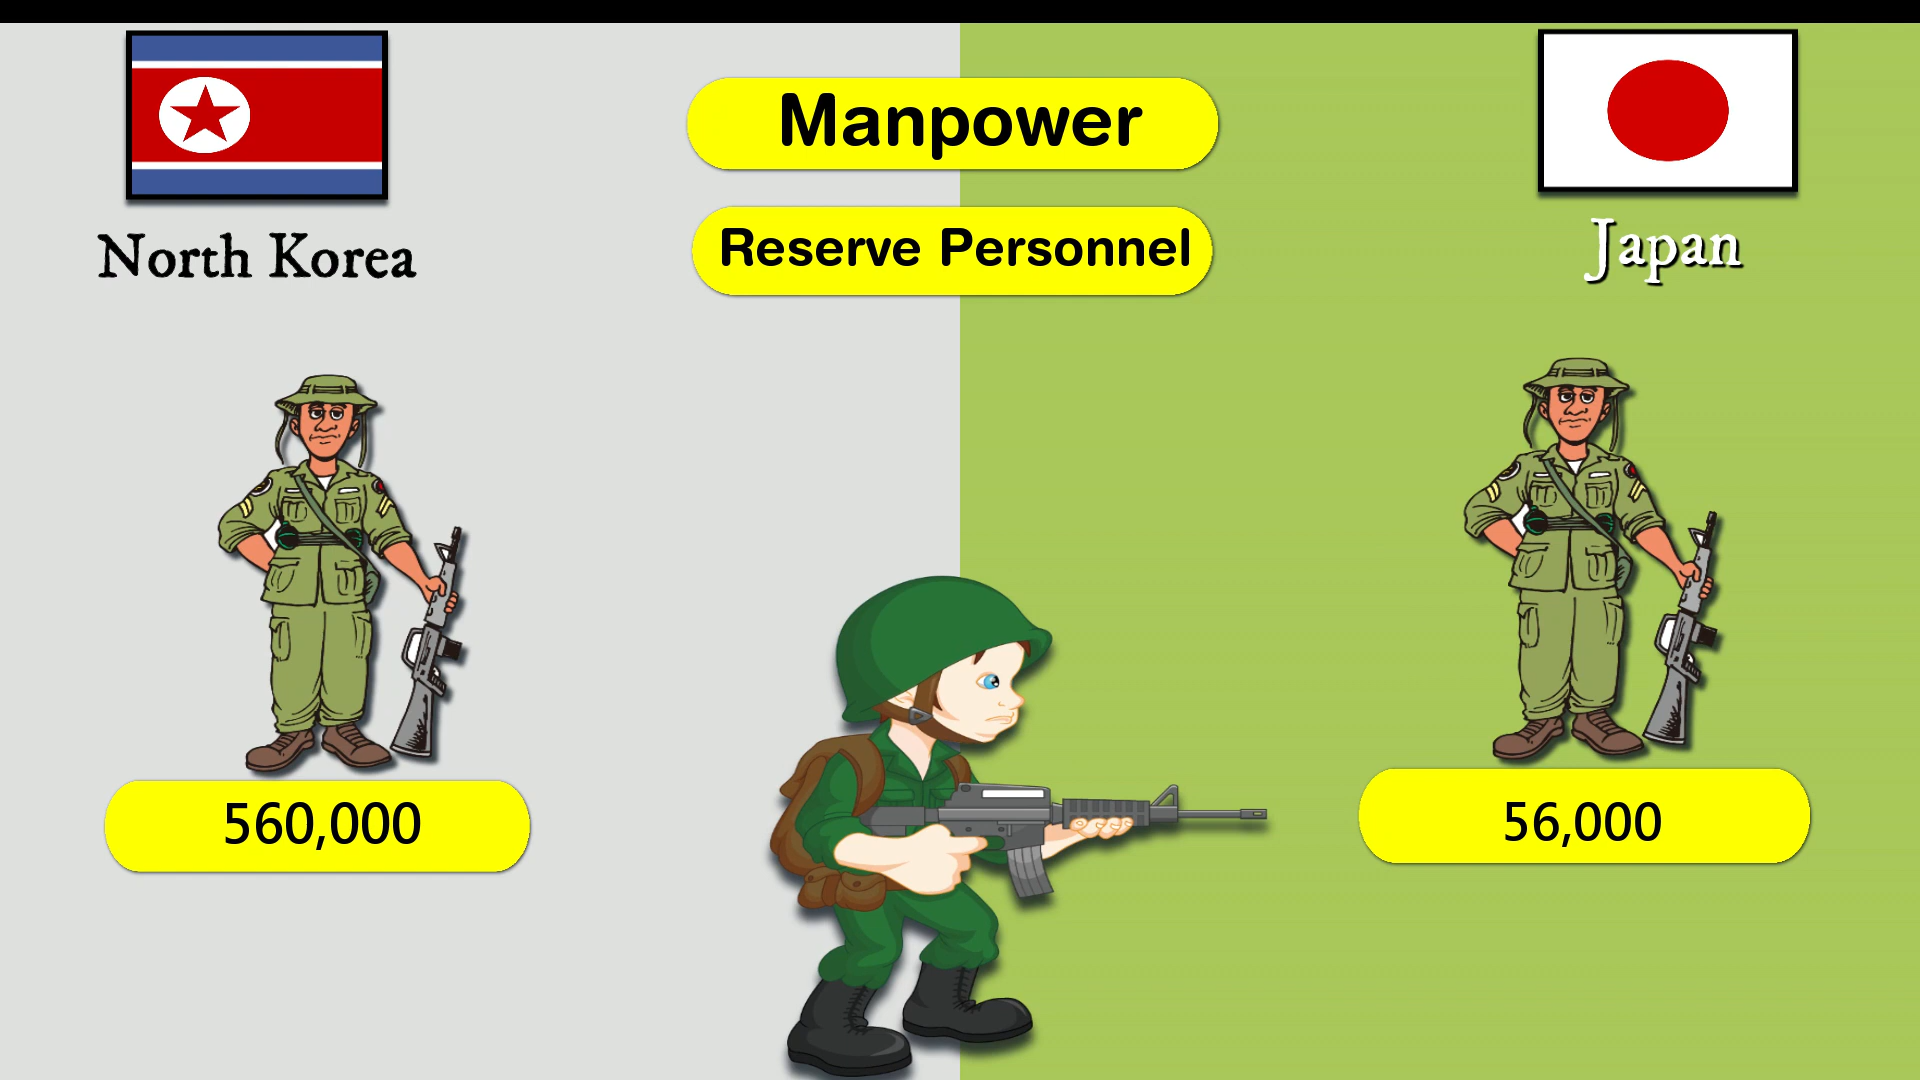 Manpower
Reserve Personnel
North Korea
Japan
560,000
56,000